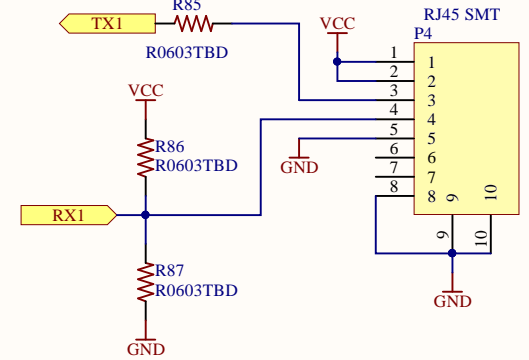 R85
TX1
R0603TBD
VCC
RJ45 SMT
P4
1 1
2 2
3 3
4 4
5 5
6 6
7 7
8 8
9 10
9 10
GND
GND
VCC
R86
R0603TBD
RX1
R87
R0603TBD
GND